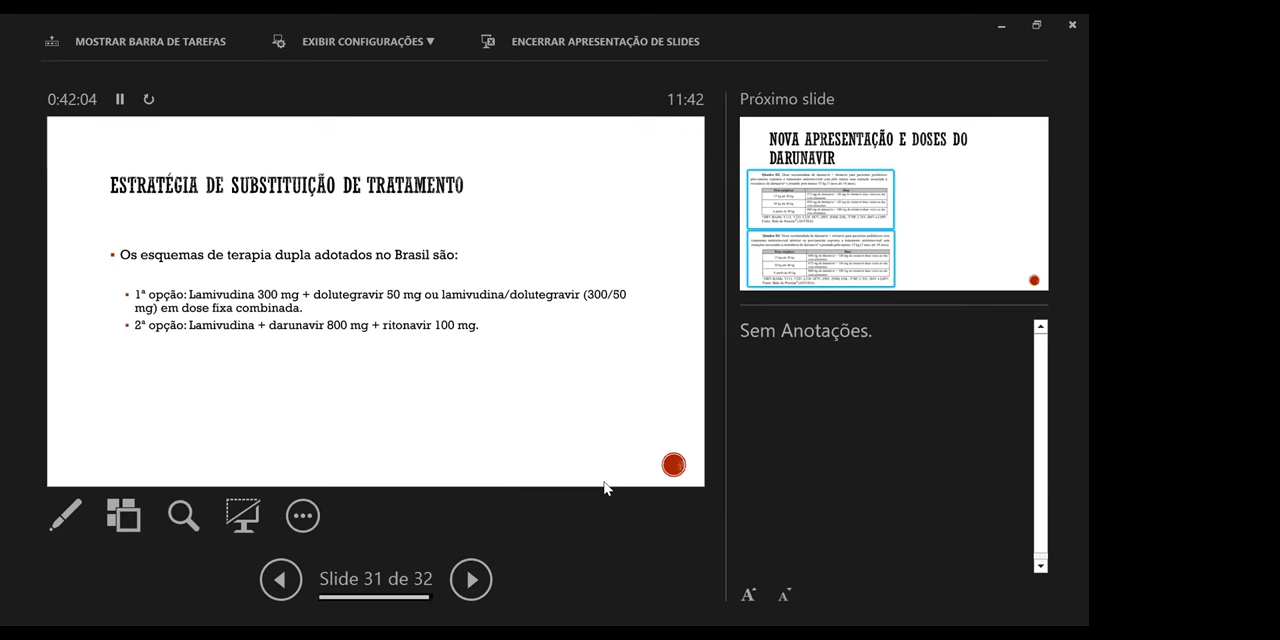 MOSTRAR BARRA DE TAREFAS
EXIBIR CONFIGURAÇÕES ▼
ENCERRAR APRESENTAÇÃO DE SLIDES
0:42:04
11:42
ESTRATÉGIA DE SUBSTITUIÇÃO DE TRATAMENTO
▪ Os esquemas de terapia dupla adotados no Brasil são:
▪ 1ª opção: Lamivudina 300 mg + dolutegravir 50 mg ou lamivudina/dolutegravir (300/50
mg) em dose fixa combinada.
▪ 2ª opção: Lamivudina + darunavir 800 mg + ritonavir 100 mg.
Slide 31 de 32
Próximo slide
NOVA APRESENTAÇÃO E DOSES DO
DARUNAVIR
Sem Anotações.
A A